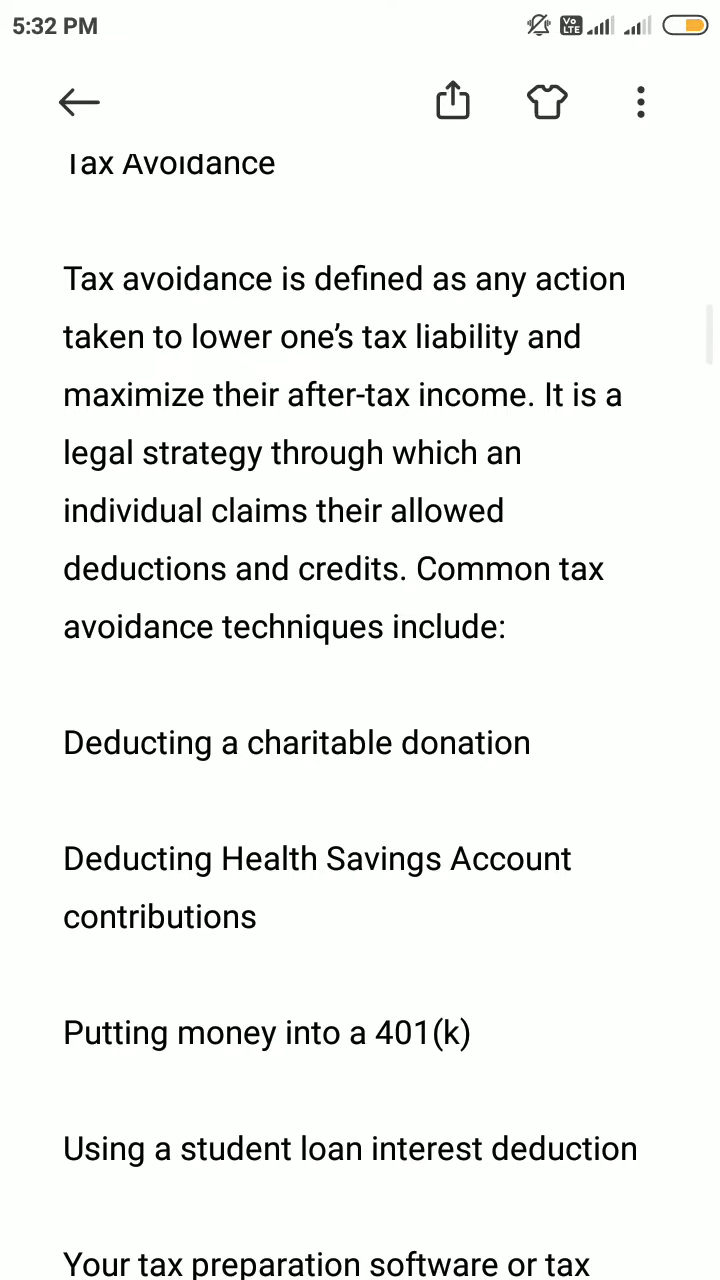 5:32 PM
Vo LTE
Tax Avoidance
Tax avoidance is defined as any action
taken to lower one’s tax liability and
maximize their after-tax income. It is a
legal strategy through which an
individual claims their allowed
deductions and credits. Common tax
avoidance techniques include:
Deducting a charitable donation
Deducting Health Savings Account
contributions
Putting money into a 401(k)
Using a student loan interest deduction
Your tax preparation software or tax